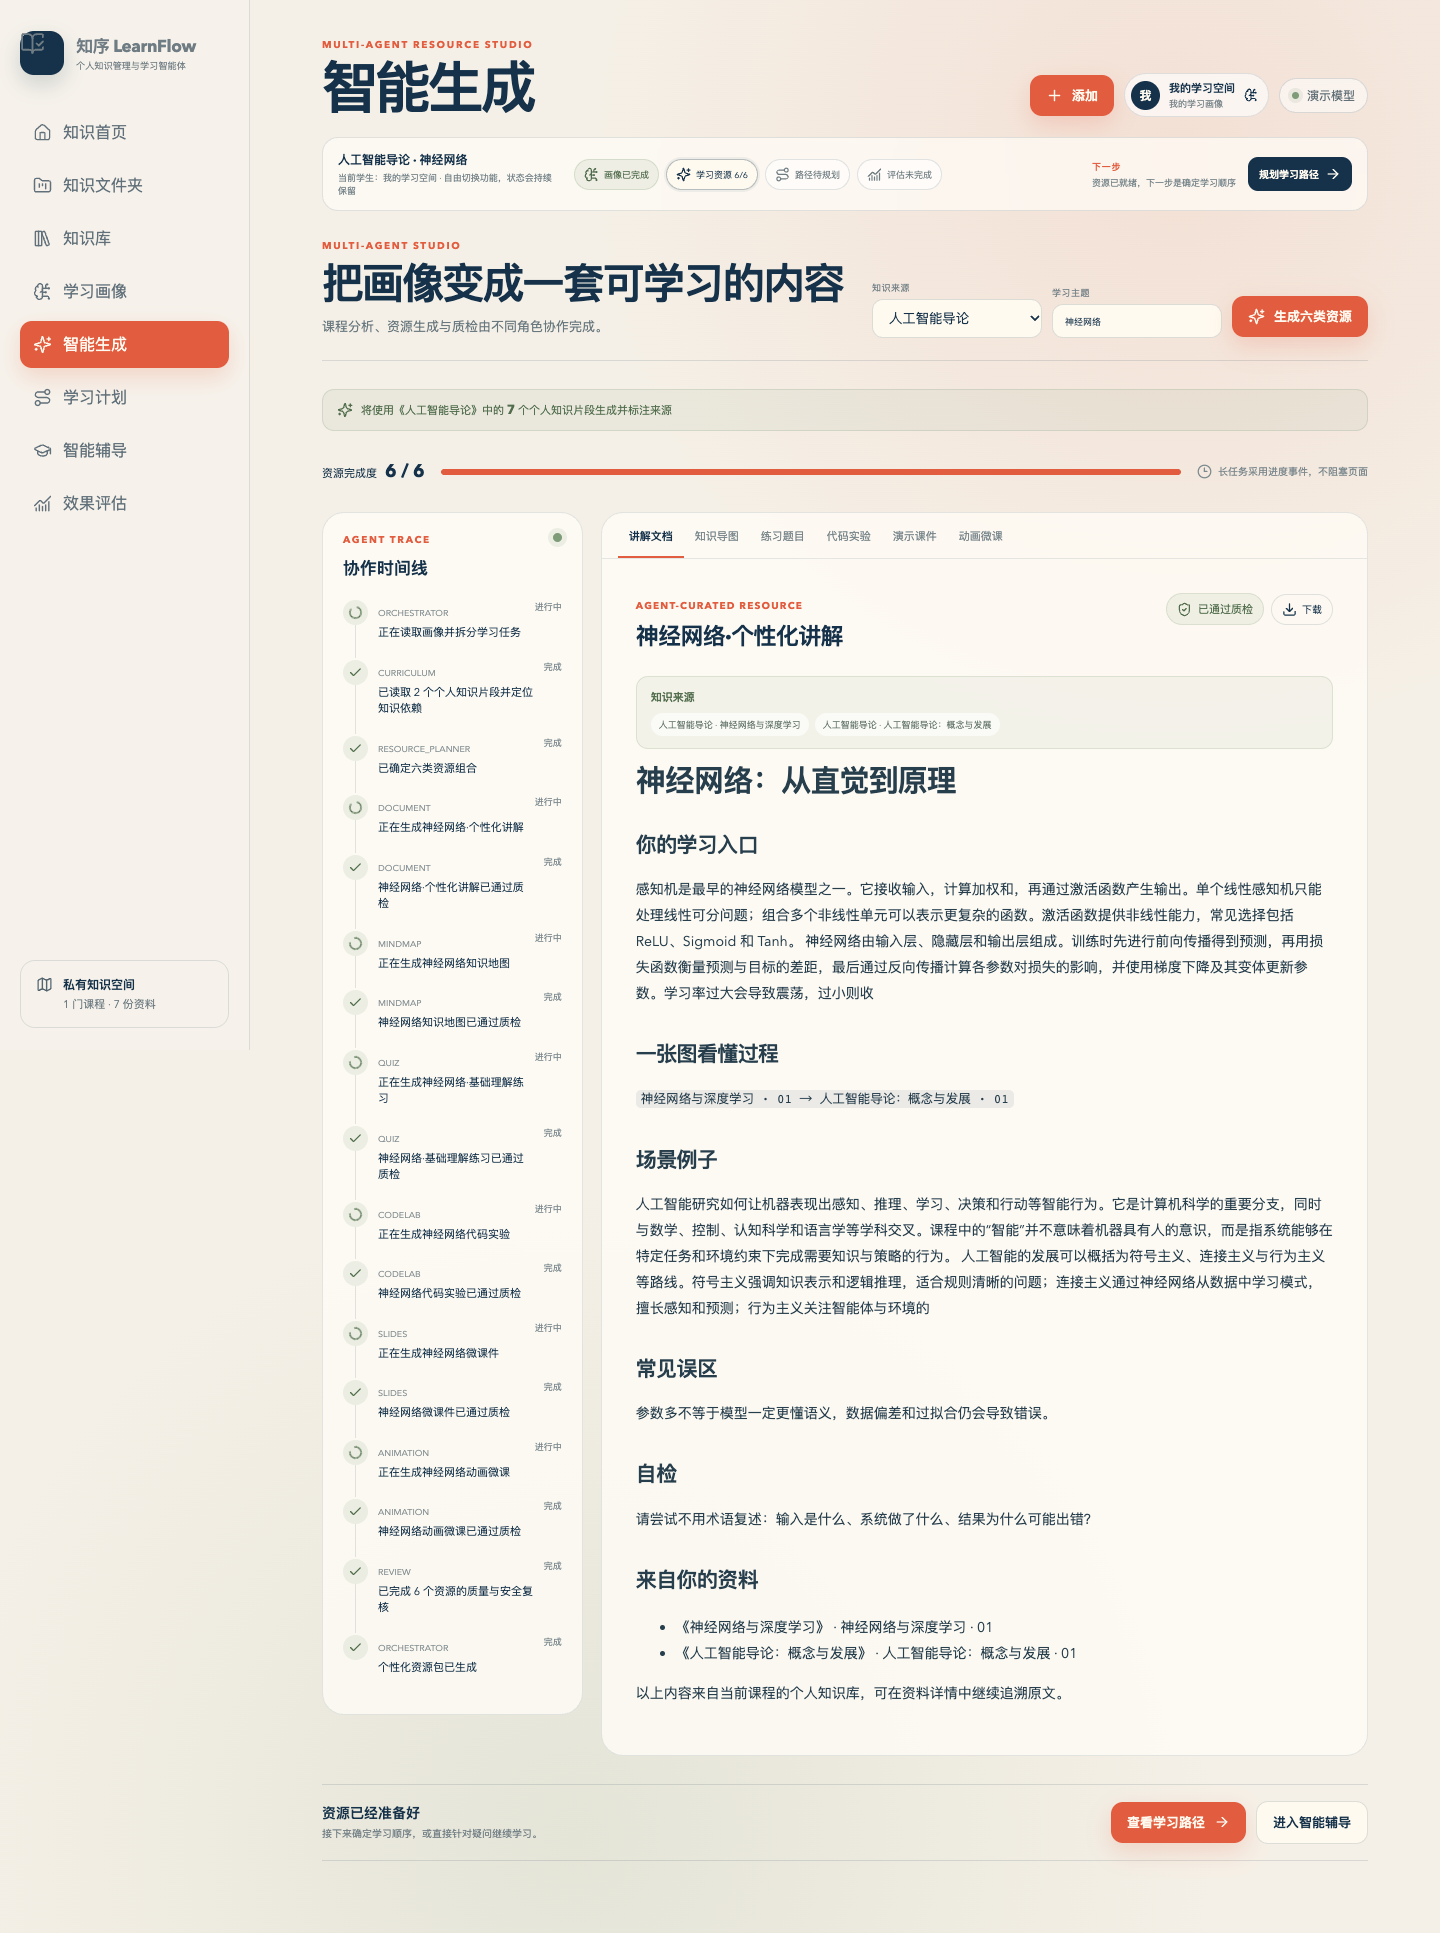 知序 LearnFlow
个人知识管理与学习智能体
知识首页
知识文件夹
知识库
学习画像
智能生成
学习计划
智能辅导
效果评估
私有知识空间
1 门课程 · 7 份资料
MULTI-AGENT RESOURCE STUDIO
智能生成
添加
我
我的学习空间
我的学习画像
演示模型
人工智能导论 · 神经网络
当前学生：我的学习空间 · 自由切换功能，状态会持续
保留
画像已完成
学习资源 6/6
路径待规划
评估未完成
下一步
资源已就绪，下一步是确定学习顺序
规划学习路径
MULTI-AGENT STUDIO
把画像变成一套可学习的内容
课程分析、资源生成与质检由不同角色协作完成。
知识来源
人工智能导论
学习主题
神经网络
生成六类资源
将使用《人工智能导论》中的 7 个个人知识片段生成并标注来源
资源完成度 6 / 6
长任务采用进度事件，不阻塞页面
AGENT TRACE
协作时间线
ORCHESTRATOR
进行中
正在读取画像并拆分学习任务
CURRICULUM
完成
已读取 2 个个人知识片段并定位
知识依赖
RESOURCE_PLANNER
完成
已确定六类资源组合
DOCUMENT
进行中
正在生成神经网络·个性化讲解
DOCUMENT
完成
神经网络·个性化讲解已通过质
检
MINDMAP
进行中
正在生成神经网络知识地图
MINDMAP
完成
神经网络知识地图已通过质检
QUIZ
进行中
正在生成神经网络·基础理解练
习
QUIZ
完成
神经网络·基础理解练习已通过
质检
CODELAB
进行中
正在生成神经网络代码实验
CODELAB
完成
神经网络代码实验已通过质检
SLIDES
进行中
正在生成神经网络微课件
SLIDES
完成
神经网络微课件已通过质检
ANIMATION
进行中
正在生成神经网络动画微课
ANIMATION
完成
神经网络动画微课已通过质检
REVIEW
完成
已完成 6 个资源的质量与安全复
核
ORCHESTRATOR
完成
个性化资源包已生成
讲解文档
知识导图
练习题目
代码实验
演示课件
动画微课
AGENT-CURATED RESOURCE
神经网络·个性化讲解
已通过质检
下载
知识来源
人工智能导论 · 神经网络与深度学习
人工智能导论 · 人工智能导论：概念与发展
神经网络：从直觉到原理
你的学习入口
感知机是最早的神经网络模型之一。它接收输入，计算加权和，再通过激活函数产生输出。单个线性感知机只能
处理线性可分问题；组合多个非线性单元可以表示更复杂的函数。激活函数提供非线性能力，常见选择包括
ReLU、Sigmoid 和 Tanh。 神经网络由输入层、隐藏层和输出层组成。训练时先进行前向传播得到预测，再用损
失函数衡量预测与目标的差距，最后通过反向传播计算各参数对损失的影响，并使用梯度下降及其变体更新参
数。学习率过大会导致震荡，过小则收
一张图看懂过程
神经网络与深度学习 · 01 → 人工智能导论：概念与发展 · 01
场景例子
人工智能研究如何让机器表现出感知、推理、学习、决策和行动等智能行为。它是计算机科学的重要分支，同时
与数学、控制、认知科学和语言学等学科交叉。课程中的“智能”并不意味着机器具有人的意识，而是指系统能够在
特定任务和环境约束下完成需要知识与策略的行为。 人工智能的发展可以概括为符号主义、连接主义与行为主义
等路线。符号主义强调知识表示和逻辑推理，适合规则清晰的问题；连接主义通过神经网络从数据中学习模式，
擅长感知和预测；行为主义关注智能体与环境的
常见误区
参数多不等于模型一定更懂语义，数据偏差和过拟合仍会导致错误。
自检
请尝试不用术语复述：输入是什么、系统做了什么、结果为什么可能出错？
来自你的资料
• 《神经网络与深度学习》 · 神经网络与深度学习 · 01
• 《人工智能导论：概念与发展》 · 人工智能导论：概念与发展 · 01
以上内容来自当前课程的个人知识库，可在资料详情中继续追溯原文。
资源已经准备好
接下来确定学习顺序，或直接针对疑问继续学习。
查看学习路径
进入智能辅导